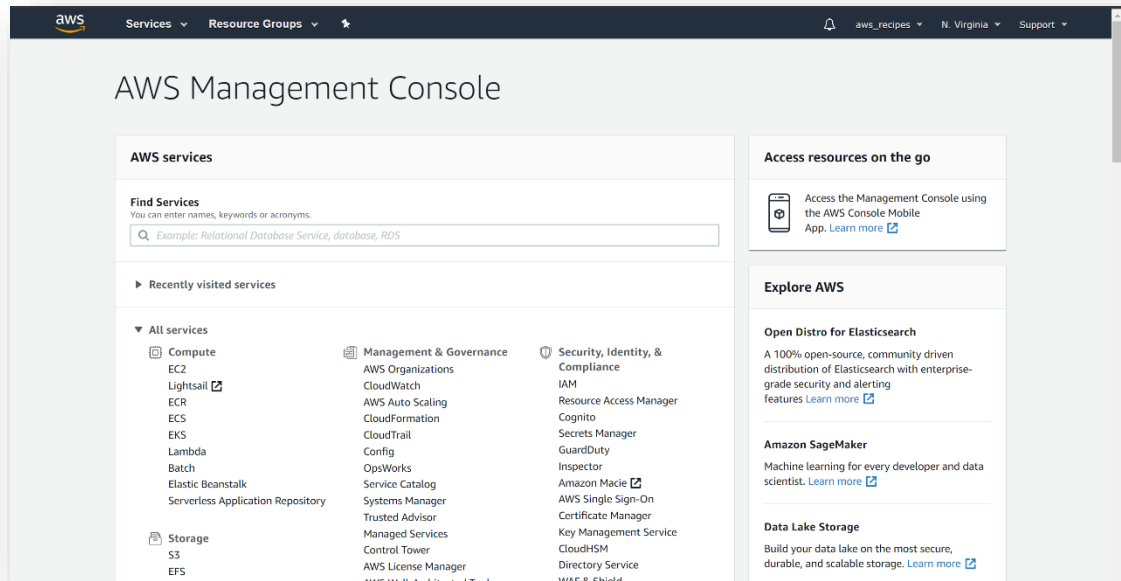 aws
Services
Resource Groups
aws_recipes
N. Virginia
Support
AWS Management Console
AWS services
Find Services
You can enter names, keywords or acronyms.
Example: Relational Database Service, database, RDS
Recently visited services
All services
Compute
EC2
Lightsail
ECR
ECS
EKS
Lambda
Batch
Elastic Beanstalk
Serverless Application Repository
Storage
S3
EFS
Management & Governance
AWS Organizations
CloudWatch
AWS Auto Scaling
CloudFormation
CloudTrail
Config
OpsWorks
Service Catalog
Systems Manager
Trusted Advisor
Managed Services
Control Tower
AWS License Manager
AWS Well-Architected Tool
Security, Identity, &
Compliance
IAM
Resource Access Manager
Cognito
Secrets Manager
GuardDuty
Inspector
Amazon Macie
AWS Single Sign-On
Certificate Manager
Key Management Service
CloudHSM
Directory Service
WAF & Shield
Access resources on the go
Access the Management Console using
the AWS Console Mobile
App. Learn more
Explore AWS
Open Distro for Elasticsearch
A 100% open-source, community driven
distribution of Elasticsearch with enterprise-
grade security and alerting
features Learn more
Amazon SageMaker
Machine learning for every developer and data
scientist. Learn more
Data Lake Storage
Build your data lake on the most secure,
durable, and scalable storage. Learn more